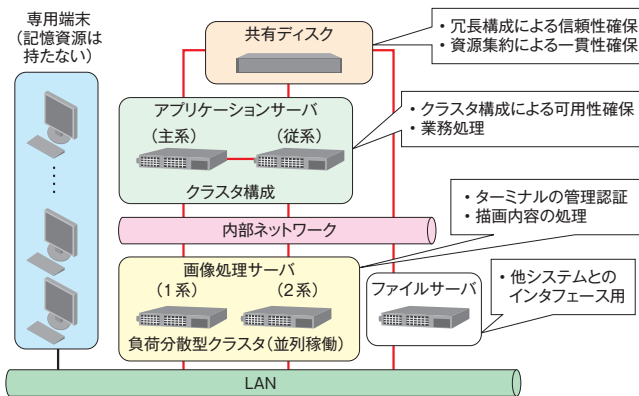 専用端末
(記憶資源は
持たない)
共有ディスク
・冗長構成による信頼性確保
・資源集約による一貫性確保
アプリケーションサーバ
(主系)
(従系)
クラスタ構成
・クラスタ構成による可用性確保
・業務処理
内部ネットワーク
・ターミナルの管理認証
・描画内容の処理
画像処理サーバ
(1系)
(2系)
負荷分散型クラスタ(並列稼働)
ファイルサーバ
・他システムとの
インタフェース用
LAN